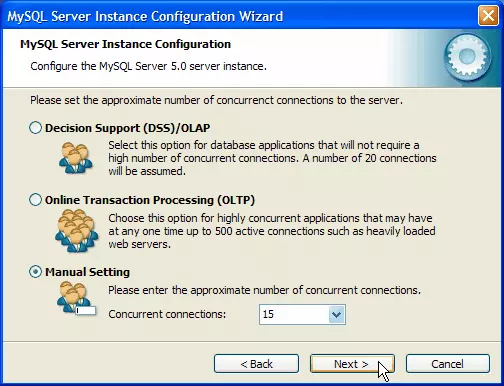 MySQL Server Instance Configuration Wizard
MySQL Server Instance Configuration
Configure the MySQL Server 5.0 server instance.
Please set the approximate number of concurrenct connections to the server.
Decision Support (DSS)/OLAP
Select this option for database applications that will not require a
high number of concurrent connections. A number of 20 connections
will be assumed.
Online Transaction Processing (OLTP)
Choose this option for highly concurrent applications that may have
at any one time up to 500 active connections such as heavily loaded
web servers.
Manual Setting
Please enter the approximate number of concurrent connections.
Concurrent connections: 15
< Back Next > Cancel